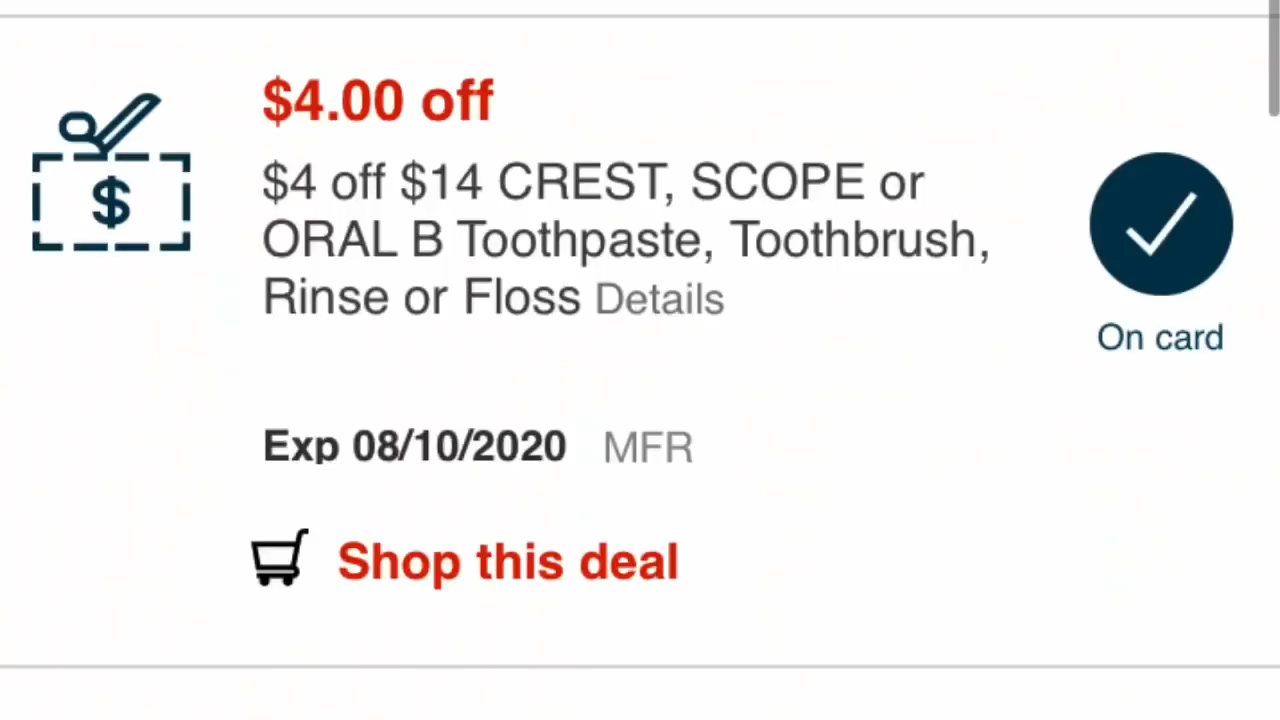 $4.00 off
$
$4 off $14 CREST, SCOPE or
ORAL B Toothpaste, Toothbrush,
Rinse or Floss Details
On card
Exp 08/10/2020 MFR
Shop this deal